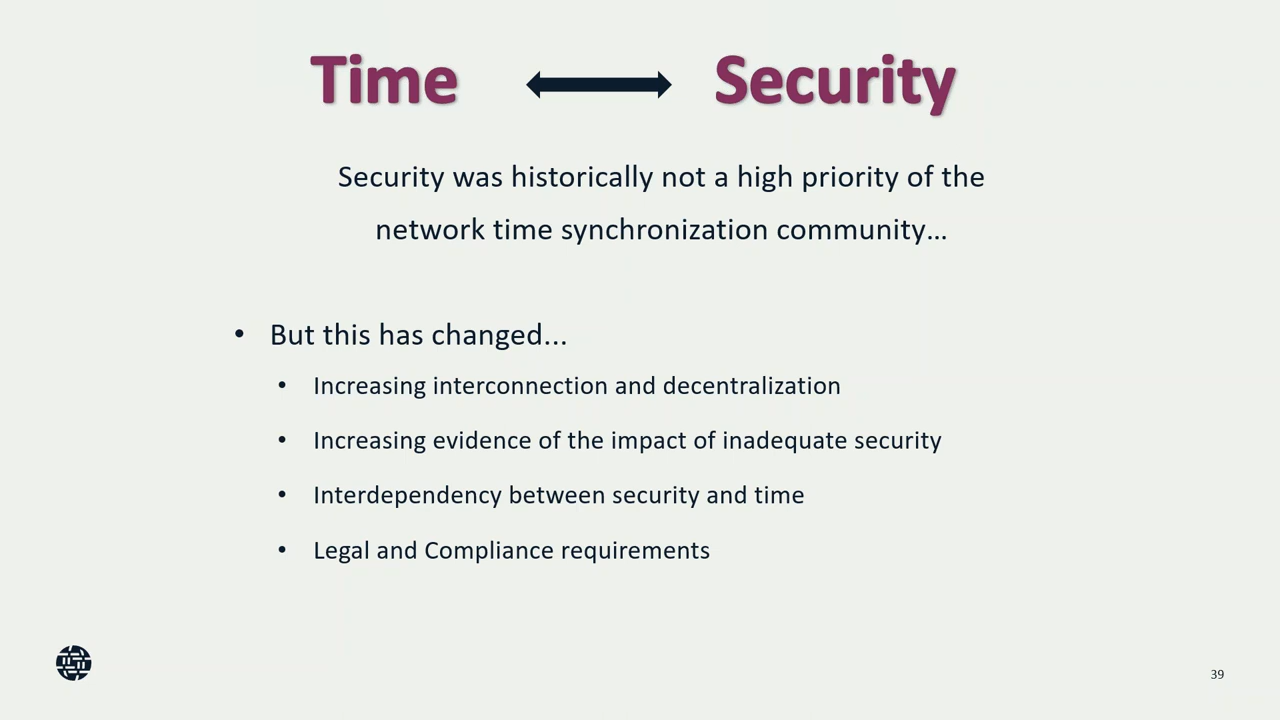 Time Security
Security was historically not a high priority of the
network time synchronization community…
• But this has changed...
• Increasing interconnection and decentralization
• Increasing evidence of the impact of inadequate security
• Interdependency between security and time
• Legal and Compliance requirements
39